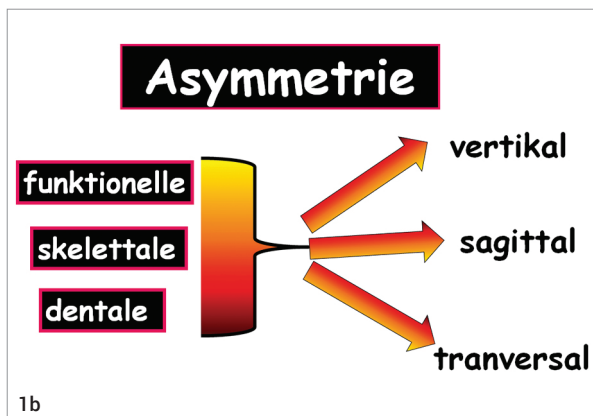 Asymmetrie
funktionelle
skelettale
dentale
vertikal
sagittal
tranversal
1b